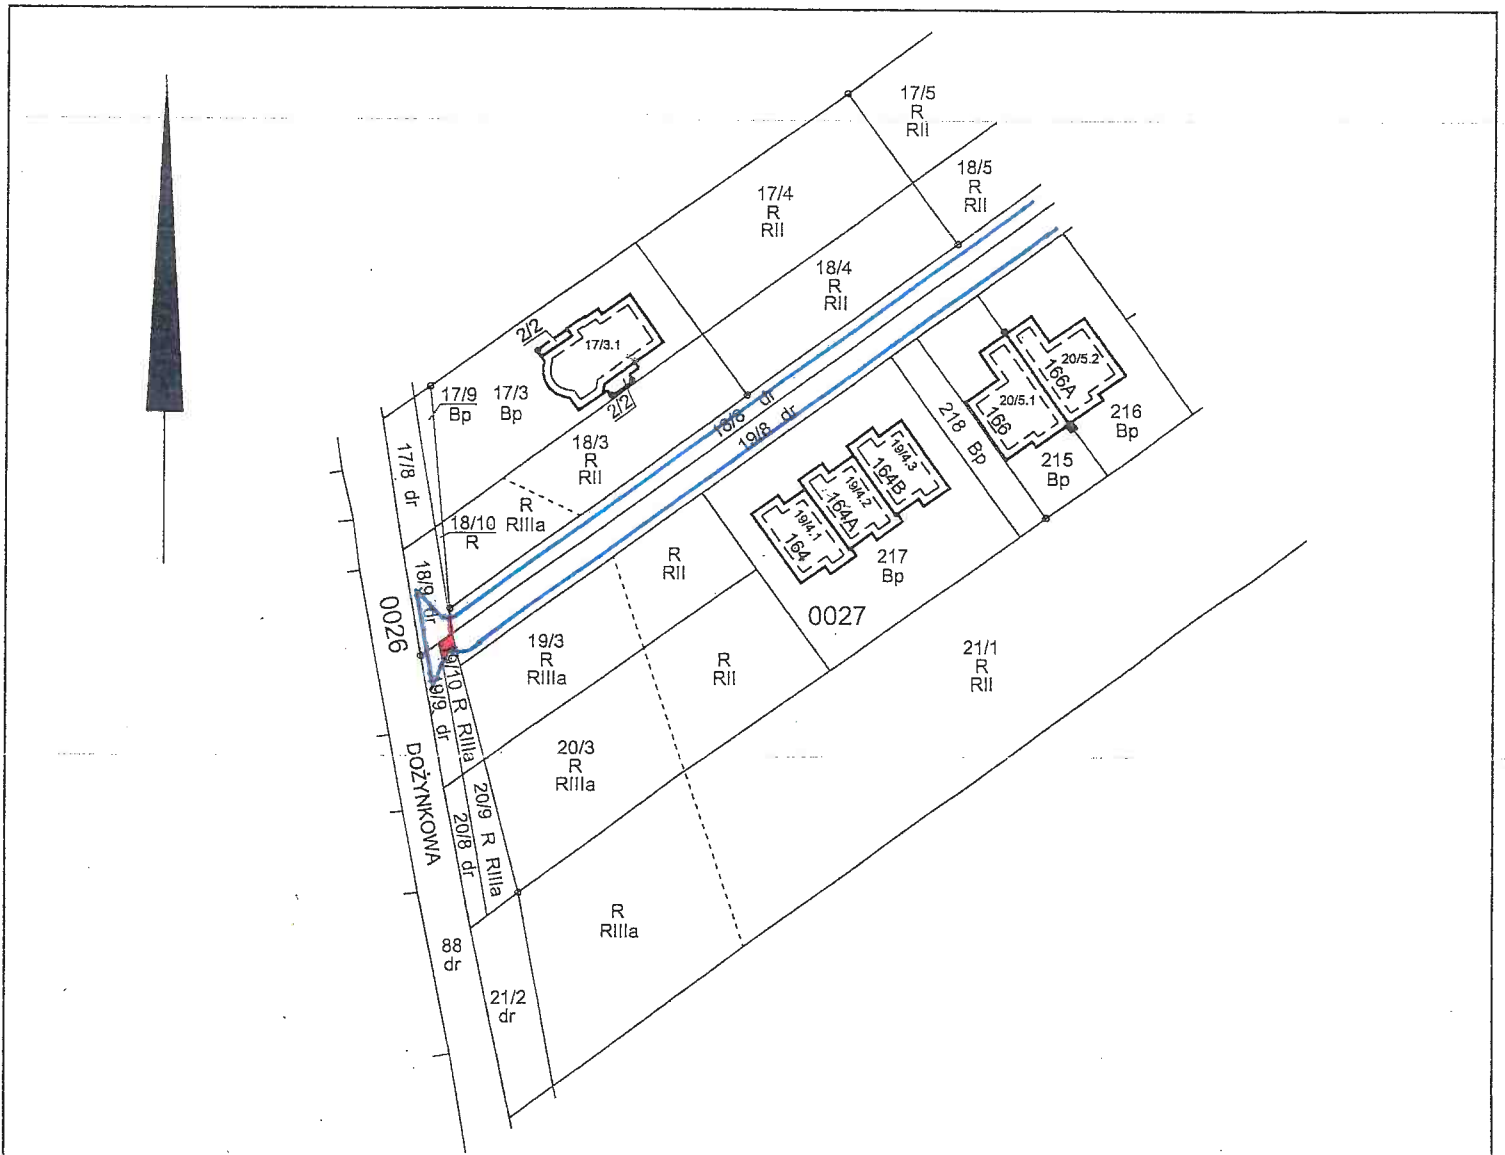 17/5
R
RII
18/5
R
RII
17/4
R
RII
18/4
R
RII
2/2
17/3.1
2/2
17/9
Bp
17/3
Bp
18/3
R
RII
18/8 dr
19/8 dr
20/5.2
166A
20/5.1
166
216
Bp
218 Bp
215
Bp
17/8 dr
18/10
R
R
RIIIa
19/4.3
164B
19/4.2
164A
19/4.1
164
217
Bp
0027
18/9 dr
0026
R
RII
19/3
R
RIIIa
R
RII
21/1
R
RII
9/10 R RIIIa
9/9 dr
DOŻYNKOWA
20/3
R
RIIIa
20/9 R RIIIa
20/8 dr
R
RIIIa
88
dr
21/2
dr